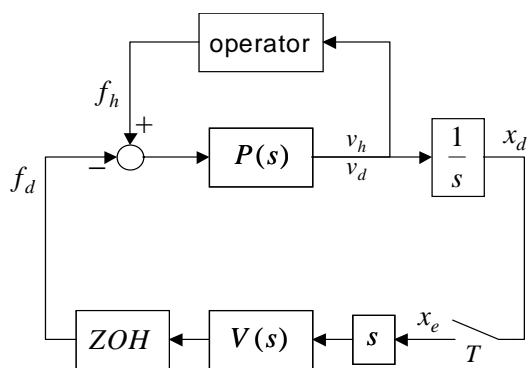 operator
f_h
+
P(s)
v_h
v_d
1
s
x_d
−
f_d
ZOH
V(s)
s
x_e
T